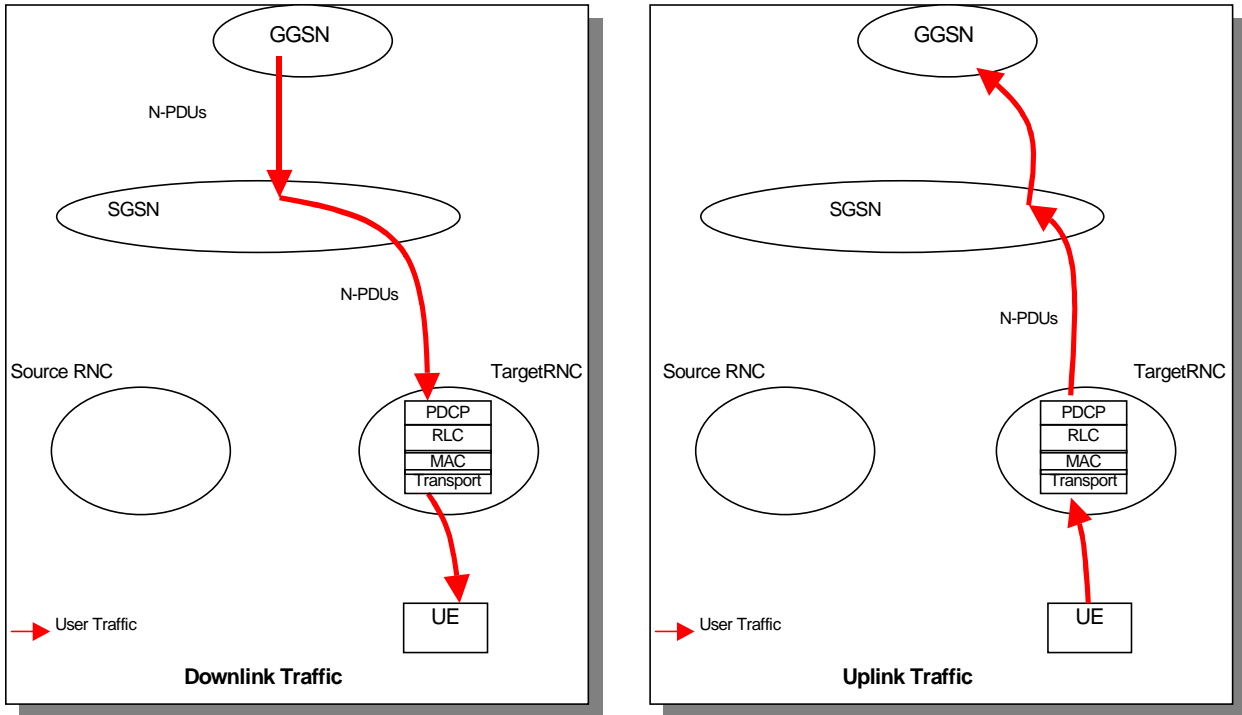 GGSN
N-PDUs
SGSN
N-PDUs
Source RNC
TargetRNC
PDCP
RLC
MAC
Transport
UE
User Traffic
Downlink Traffic
GGSN
SGSN
N-PDUs
Source RNC
TargetRNC
PDCP
RLC
MAC
Transport
UE
User Traffic
Uplink Traffic